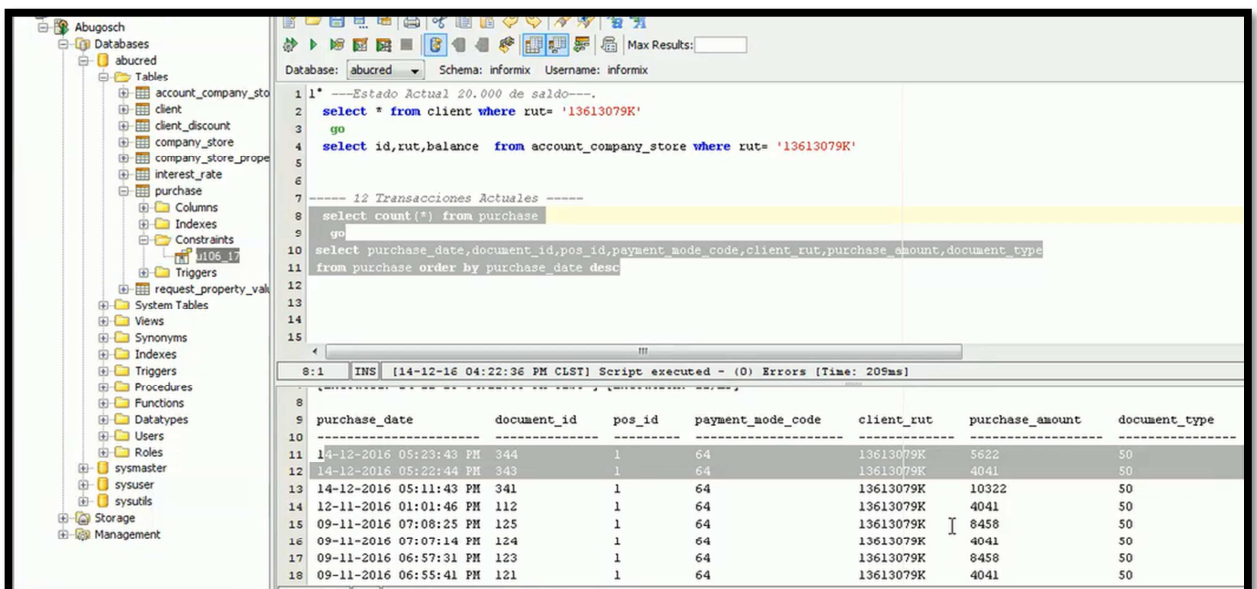 Abugosch
Databases
abucred
Tables
account_company_sto
client
client_discount
company_store
company_store_prope
interest_rate
purchase
Columns
Indexes
Constraints
u106_17
Triggers
request_property_valu
System Tables
Views
Synonyms
Indexes
Triggers
Procedures
Functions
Datatypes
Users
Roles
sysmaster
sysuser
sysutils
Storage
Management
Max Results:
Database: abucred Schema: informix Username: informix
1 l* ---Estado Actual 20.000 de saldo---.
2 select * from client where rut= '13613079K'
3 go
4 select id,rut,balance from account_company_store where rut= '13613079K'
5
6
7 ----- 12 Transacciones Actuales -----
8 select count(*) from purchase
9 go
10 select purchase_date,document_id,pos_id,payment_mode_code,client_rut,purchase_amount,document_type
11 from purchase order by purchase_date desc
12
13
14
15
8:1 INS [14-12-16 04:22:36 PM CLST] Script executed - (0) Errors [Time: 209ms]
8
9 purchase_date document_id pos_id payment_mode_code client_rut purchase_amount document_type
10 --------------------- ------------- --------- ------------------- ------------- ------------------ ----------------
11 14-12-2016 05:23:43 PM 344 1 64 13613079K 5622 50
12 14-12-2016 05:22:44 PM 343 1 64 13613079K 4041 50
13 14-12-2016 05:11:43 PM 341 1 64 13613079K 10322 50
14 12-11-2016 01:01:46 PM 112 1 64 13613079K 4041 50
15 09-11-2016 07:08:25 PM 125 1 64 13613079K 8458 50
16 09-11-2016 07:07:14 PM 124 1 64 13613079K 4041 50
17 09-11-2016 06:57:31 PM 123 1 64 13613079K 8458 50
18 09-11-2016 06:55:41 PM 121 1 64 13613079K 4041 50